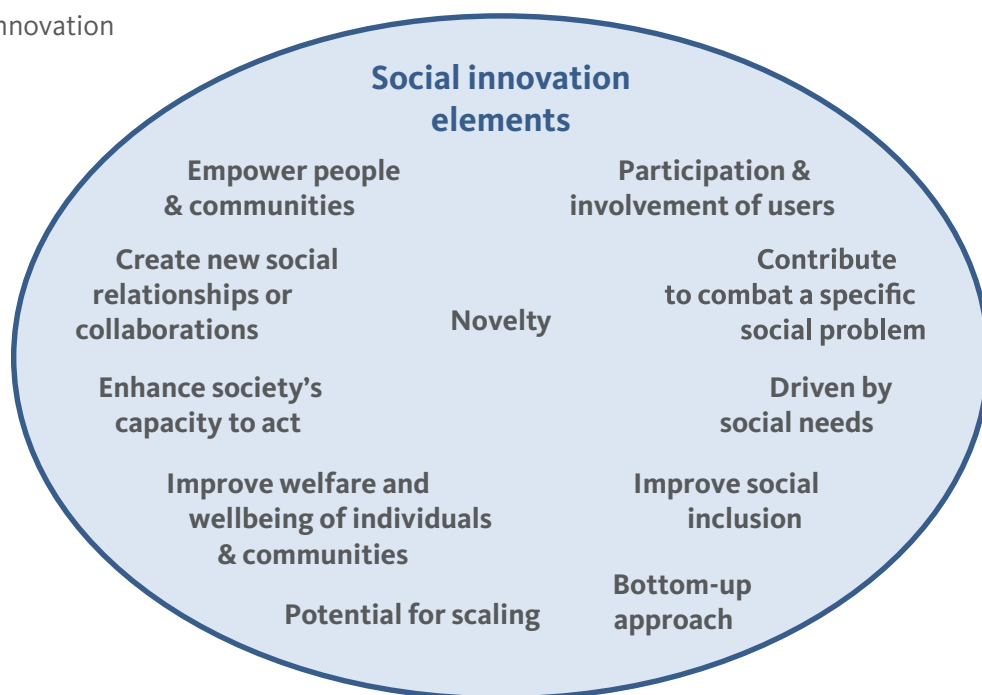 nnovation
Social innovation
elements
Empower people
& communities
Participation &
involvement of users
Create new social
relationships or
collaborations
Novelty
Contribute
to combat a specific
social problem
Enhance society’s
capacity to act
Driven by
social needs
Improve welfare and
wellbeing of individuals
& communities
Improve social
inclusion
Potential for scaling
Bottom-up
approach